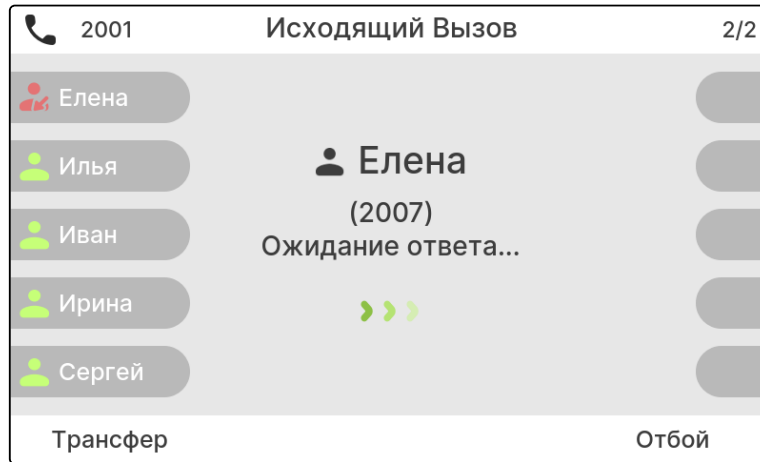 2001 Исходящий Вызов 2/2
Елена
Илья
Иван
Ирина
Сергей
Елена
(2007)
Ожидание ответа...
Трансфер Отбой